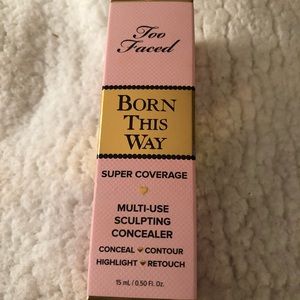 Too
Faced
BORN
THIS
WAY
SUPER COVERAGE
MULTI-USE
SCULPTING
CONCEALER
CONCEAL CONTOUR
HIGHLIGHT RETOUCH
15 ml / 0.50 Fl. Oz.